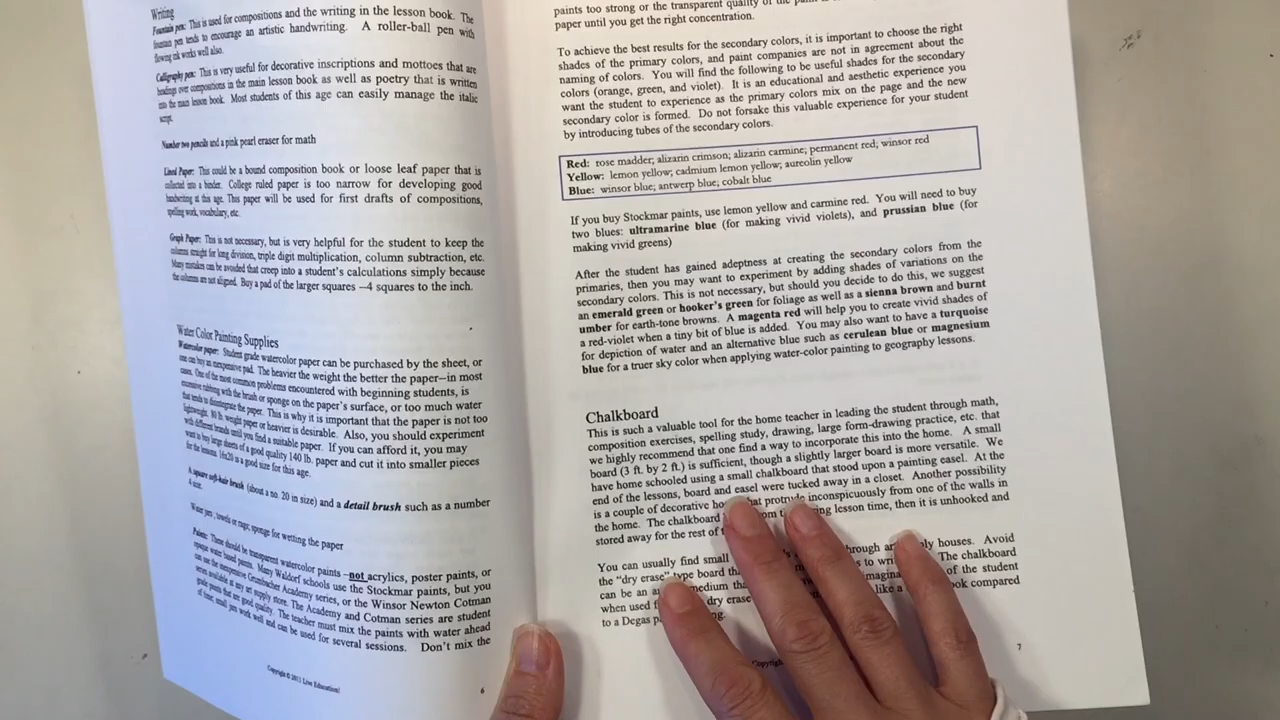 Writing
Fountain pen: This is used for compositions and the writing in the lesson book. The
fountain pen tends to encourage an artistic handwriting. A roller-ball pen with
flowing ink works well also.
Calligraphy pen: This is very useful for decorative inscriptions and mottoes that are
headings over compositions in the main lesson book as well as poetry that is written
into the main lesson book. Most students of this age can easily manage the italic
script.
Number two pencils and a pink pearl eraser for math
Lined Paper: This could be a bound composition book or loose leaf paper that is
collected into a binder. College ruled paper is too narrow for developing good
handwriting at this age. This paper will be used for first drafts of compositions,
spelling work, vocabulary, etc.
Graph Paper: This is not necessary, but is very helpful for the student to keep the
columns straight for long division, triple digit multiplication, column subtraction, etc.
Many mistakes can be avoided that creep into a student's calculations simply because
the columns are not aligned. Buy a pad of the larger squares --4 squares to the inch.
Water Color Painting Supplies
Watercolor paper: Student grade watercolor paper can be purchased by the sheet, or
one can buy an inexpensive pad. The heavier the weight the better the paper—in most
cases. One of the most common problems encountered with beginning students, is
excessive rubbing with the brush or sponge on the paper's surface, or too much water
that tends to disintegrate the paper. This is why it is important that the paper is not too
lightweight. 80 lb. weight paper or heavier is desirable. Also, you should experiment
with different brands until you find a suitable paper. If you can afford it, you may
want to buy large sheets of a good quality 140 lb. paper and cut it into smaller pieces
for the lessons. 16x20 is a good size for this age.
A square soft-hair brush (about a no. 20 in size) and a detail brush such as a number
4 size.
Water jars; towels or rags; sponge for wetting the paper
Paints: These should be transparent watercolor paints –not acrylics, poster paints, or
opaque water based paints. Many Waldorf schools use the Stockmar paints, but you
can use the inexpensive Grumbacher Academy series, or the Winsor Newton Cotman
series available at any art supply store. The Academy and Cotman series are student
grade paints that are good quality. The teacher must mix the paints with water ahead
of time; small jars work well and can be used for several sessions. Don't mix the
Copyright © 2011 Live Education!
6
paints too strong or the transparent quality of the paint is
paper until you get the right concentration.
To achieve the best results for the secondary colors, it is important to choose the right
shades of the primary colors, and paint companies are not in agreement about the
naming of colors. You will find the following to be useful shades for the secondary
colors (orange, green, and violet). It is an educational and aesthetic experience you
want the student to experience as the primary colors mix on the page and the new
secondary color is formed. Do not forsake this valuable experience for your student
by introducing tubes of the secondary colors.
Red: rose madder; alizarin crimson; alizarin carmine; permanent red; winsor red
Yellow: lemon yellow; cadmium lemon yellow; aureolin yellow
Blue: winsor blue; antwerp blue; cobalt blue
If you buy Stockmar paints, use lemon yellow and carmine red. You will need to buy
two blues: ultramarine blue (for making vivid violets), and prussian blue (for
making vivid greens)
After the student has gained adeptness at creating the secondary colors from the
primaries, then you may want to experiment by adding shades of variations on the
secondary colors. This is not necessary, but should you decide to do this, we suggest
an emerald green or hooker's green for foliage as well as a sienna brown and burnt
umber for earth-tone browns. A magenta red will help you to create vivid shades of
a red-violet when a tiny bit of blue is added. You may also want to have a turquoise
for depiction of water and an alternative blue such as cerulean blue or magnesium
blue for a truer sky color when applying water-color painting to geography lessons.
Chalkboard
This is such a valuable tool for the home teacher in leading the student through math,
composition exercises, spelling study, drawing, large form-drawing practice, etc. that
we highly recommend that one find a way to incorporate this into the home. A small
board (3 ft. by 2 ft.) is sufficient, though a slightly larger board is more versatile. We
have home schooled using a small chalkboard that stood upon a painting easel. At the
end of the lessons, board and easel were tucked away in a closet. Another possibility
is a couple of decorative that protrude inconspicuously from one of the walls in
the home. The chalkboard lesson time, then it is unhooked and
stored away for the rest of
You can usually find small through houses. Avoid
the "dry erase" type board to The chalkboard
can be an medium of the student
when used dry erase like a compared
to a Degas
7